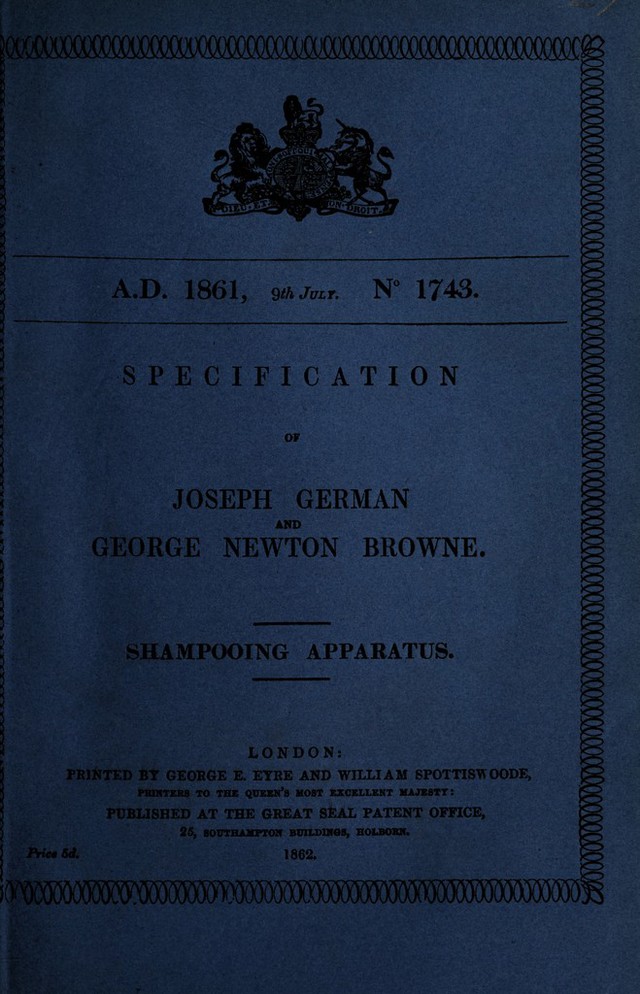 DIEU ET MON DROIT
A.D. 1861, 9th JULY. No 1743.
SPECIFICATION
OF
JOSEPH GERMAN
AND
GEORGE NEWTON BROWNE.
SHAMPOOING APPARATUS.
LONDON:
PRINTED BY GEORGE E. EYRE AND WILLIAM SPOTTISWOODE,
PRINTERS TO THE QUEEN'S MOST EXCELLENT MAJESTY:
PUBLISHED AT THE GREAT SEAL PATENT OFFICE,
25, SOUTHAMPTON BUILDINGS, HOLBORN.
Price 5d.
1862.